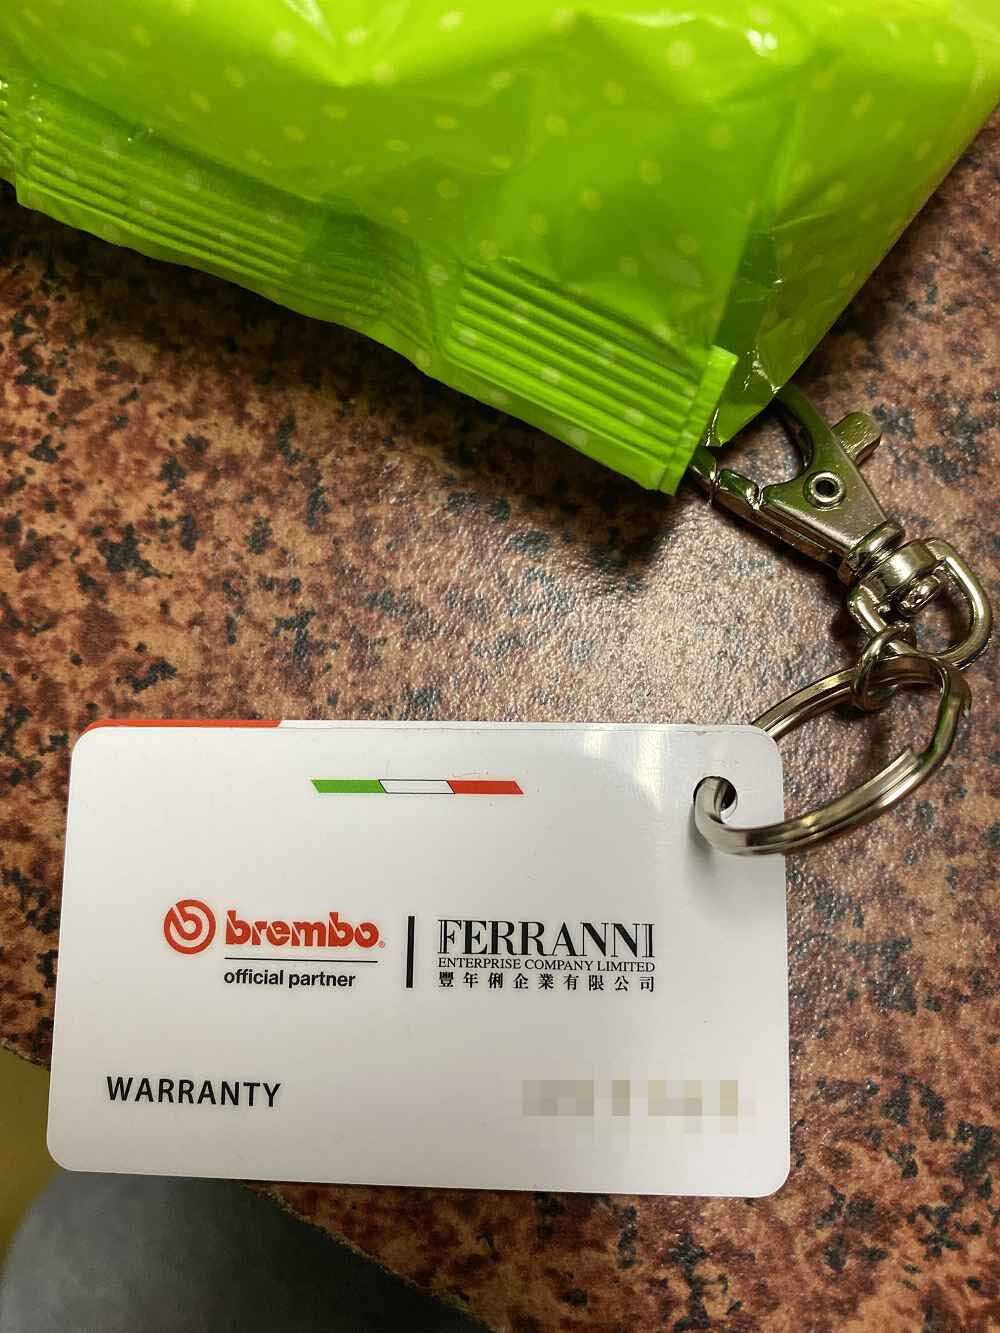 brembo®
official partner
FERRANNI
ENTERPRISE COMPANY LIMITED
豐年俐企業有限公司
WARRANTY